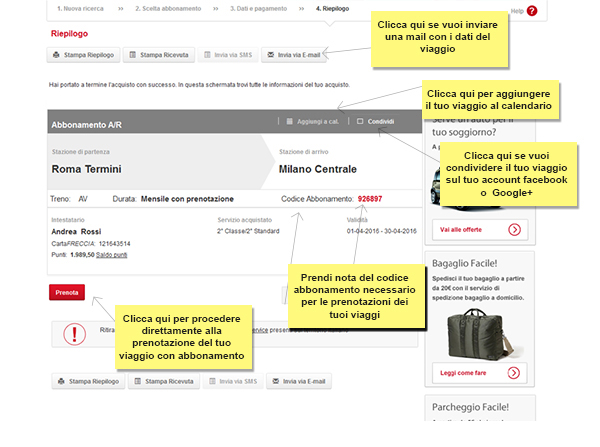 1. Nuova ricerca > 2. Scelta abbonamento > 3. Dati e pagamento > 4. Riepilogo
Help ?
Riepilogo
Clicca qui se vuoi inviare
una mail con i dati del
viaggio
Stampa Riepilogo Stampa Ricevuta Invia via SMS Invia via E-mail
Hai portato a termine l'acquisto con successo. In questa schermata trovi tutte le informazioni del tuo acquisto.
Clicca qui per aggiungere
il tuo viaggio al calendario
Abbonamento A/R
Aggiungi a cal. Condividi
Serve un'auto per il
tuo soggiorno?
Clicca qui se vuoi
condividere il tuo viaggio
sul tuo account facebook
o Google+
Stazione di partenza
Roma Termini
Stazione di arrivo
Milano Centrale
Treno: AV Durata: Mensile con prenotazione Codice Abbonamento: 926897
Vai alle offerte
Intestatario
Andrea Rossi
CartaFRECCIA: 121643514
Punti: 1.989,50 Saldo punti
Servizio acquistato
2° Classe/2° Standard
Validità
01-04-2016 - 30-04-2016
Bagaglio Facile!
Spedisci il tuo bagaglio a partire
da 20€ con il servizio di
spedizione bagaglio a domicilio.
Leggi come fare
Prendi nota del codice
abbonamento necessario
per le prenotazioni dei
tuoi viaggi
Prenota
Clicca qui per procedere
direttamente alla
prenotazione del tuo
viaggio con abbonamento
Ritira
service
Stampa Riepilogo Stampa Ricevuta Invia via SMS Invia via E-mail
Parcheggio Facile!